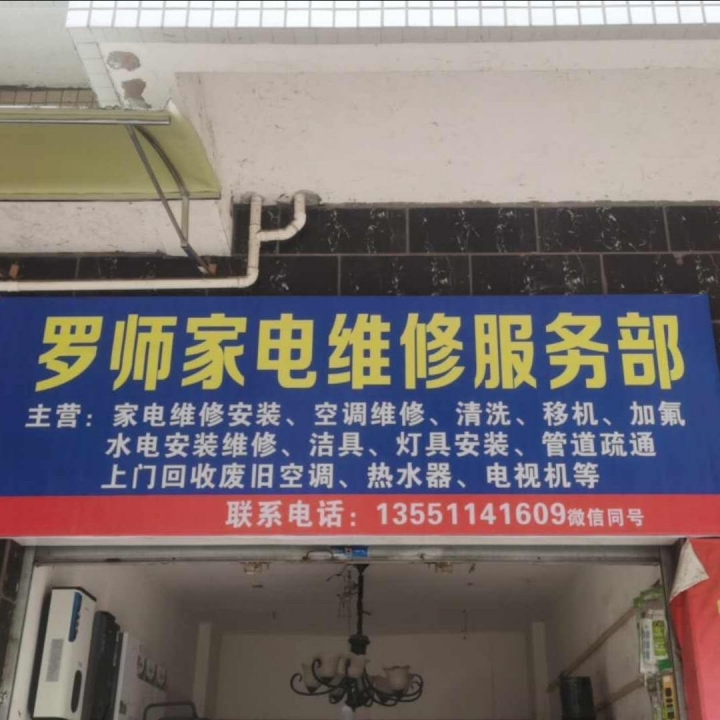 罗师家电维修服务部
主营：家电维修安装、空调维修、清洗、移机、加氟
水电安装维修、洁具、灯具安装、管道疏通
上门回收废旧空调、热水器、电视机等
联系电话：13551141609微信同号